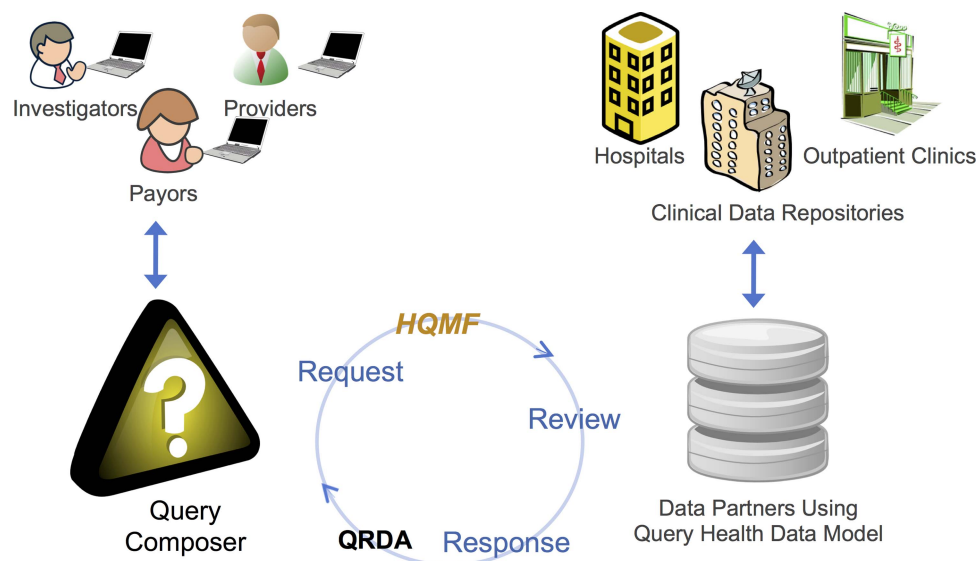 Investigators
Providers
Payors
Hospitals
Outpatient Clinics
Clinical Data Repositories
HQMF
Request
Review
Query
Composer
QRDA
Response
Data Partners Using
Query Health Data Model